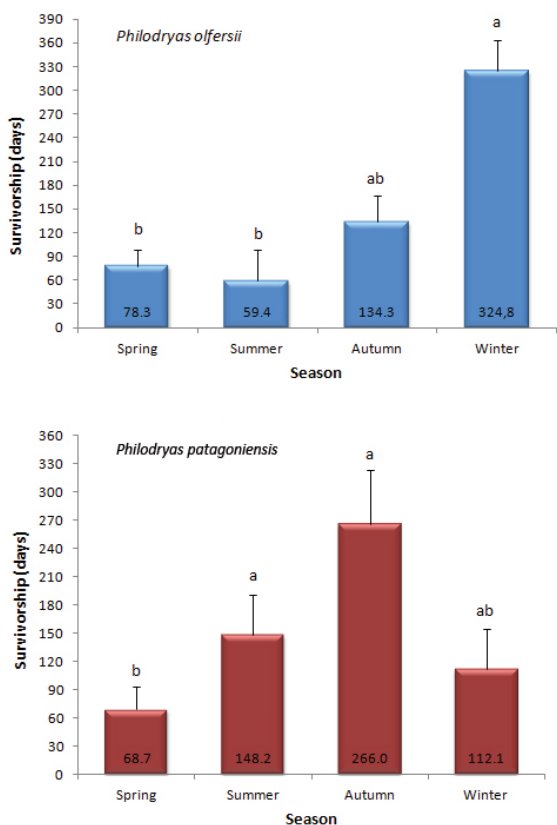 Philodryas olfersii
Survivorship (days)
390
360
330
300
270
240
210
180
150
120
90
60
30
0
b
b
ab
a
78.3
59.4
134.3
324,8
Spring
Summer
Autumn
Winter
Season
Philodryas patagoniensis
Survivorship (days)
360
330
300
270
240
210
180
150
120
90
60
30
0
b
a
a
ab
68.7
148.2
266.0
112.1
Spring
Summer
Autumn
Winter
Season